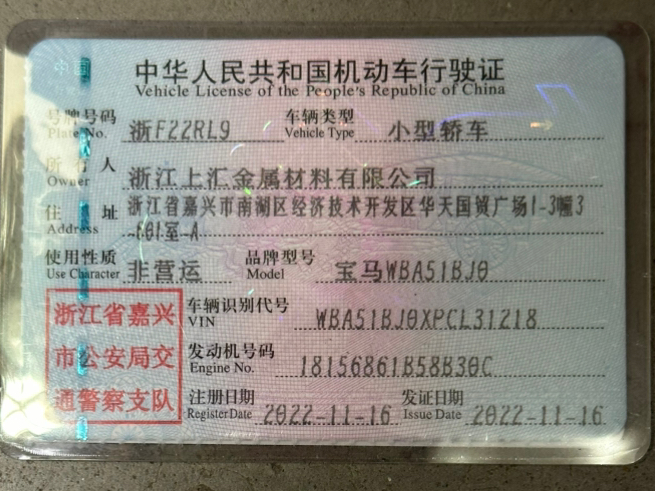 中华人民共和国机动车行驶证
Vehicle License of the People's Republic of China
号牌号码 浙F22RL9 车辆类型 小型轿车
Plate No. Vehicle Type
所有人 浙江上汇金属材料有限公司
Owner
住址 浙江省嘉兴市南湖区经济技术开发区华天国贸广场1-3幢3
Address -601室-A
使用性质 非营运 品牌型号 宝马WBA51BJ0
Use Character Model
浙江省嘉兴 车辆识别代号 WBA51BJ0XPCL31218
VIN
市公安局交 发动机号码 18156861B58B30C
Engine No.
通警察支队 注册日期 2022-11-16 发证日期 2022-11-16
Register Date Issue Date